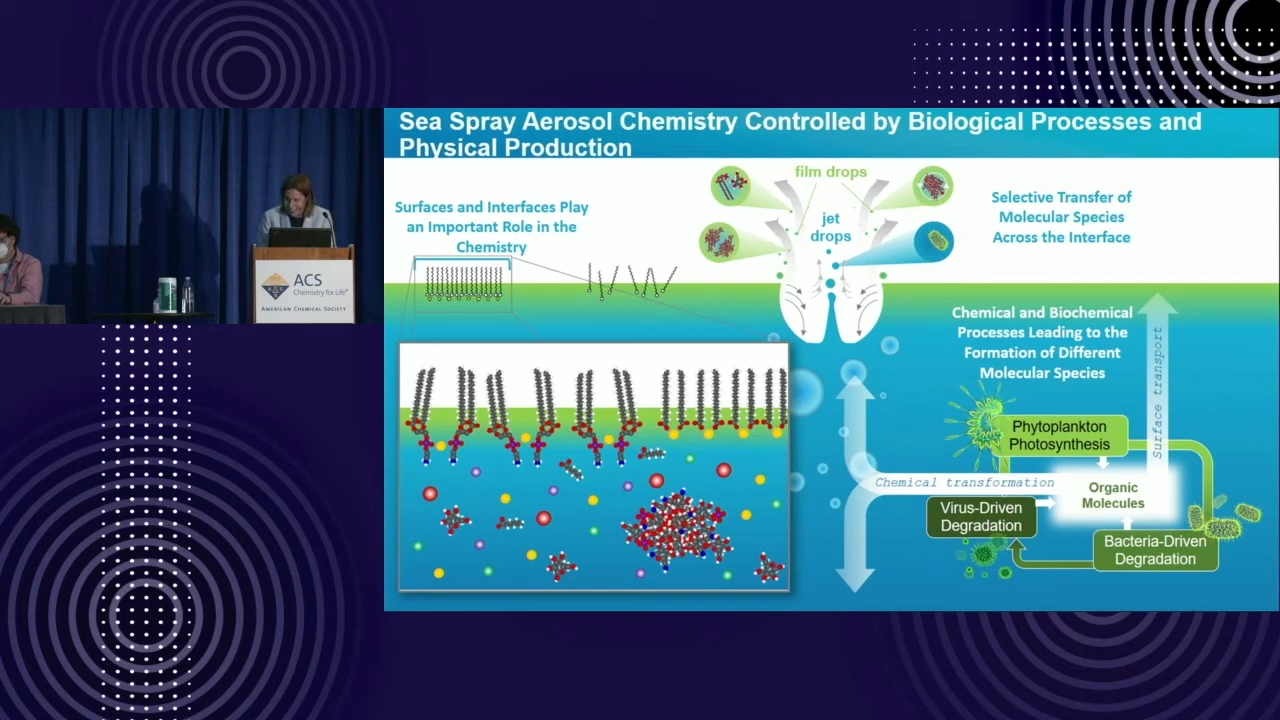 Sea Spray Aerosol Chemistry Controlled by Biological Processes and
Physical Production
film drops
jet
drops
Surfaces and Interfaces Play
an Important Role in the
Chemistry
Selective Transfer of
Molecular Species
Across the Interface
Chemical and Biochemical
Processes Leading to the
Formation of Different
Molecular Species
Surface transport
Phytoplankton
Photosynthesis
Chemical transformation
Organic
Molecules
Virus-Driven
Degradation
Bacteria-Driven
Degradation
ACS
Chemistry for Life®
AMERICAN CHEMICAL SOCIETY